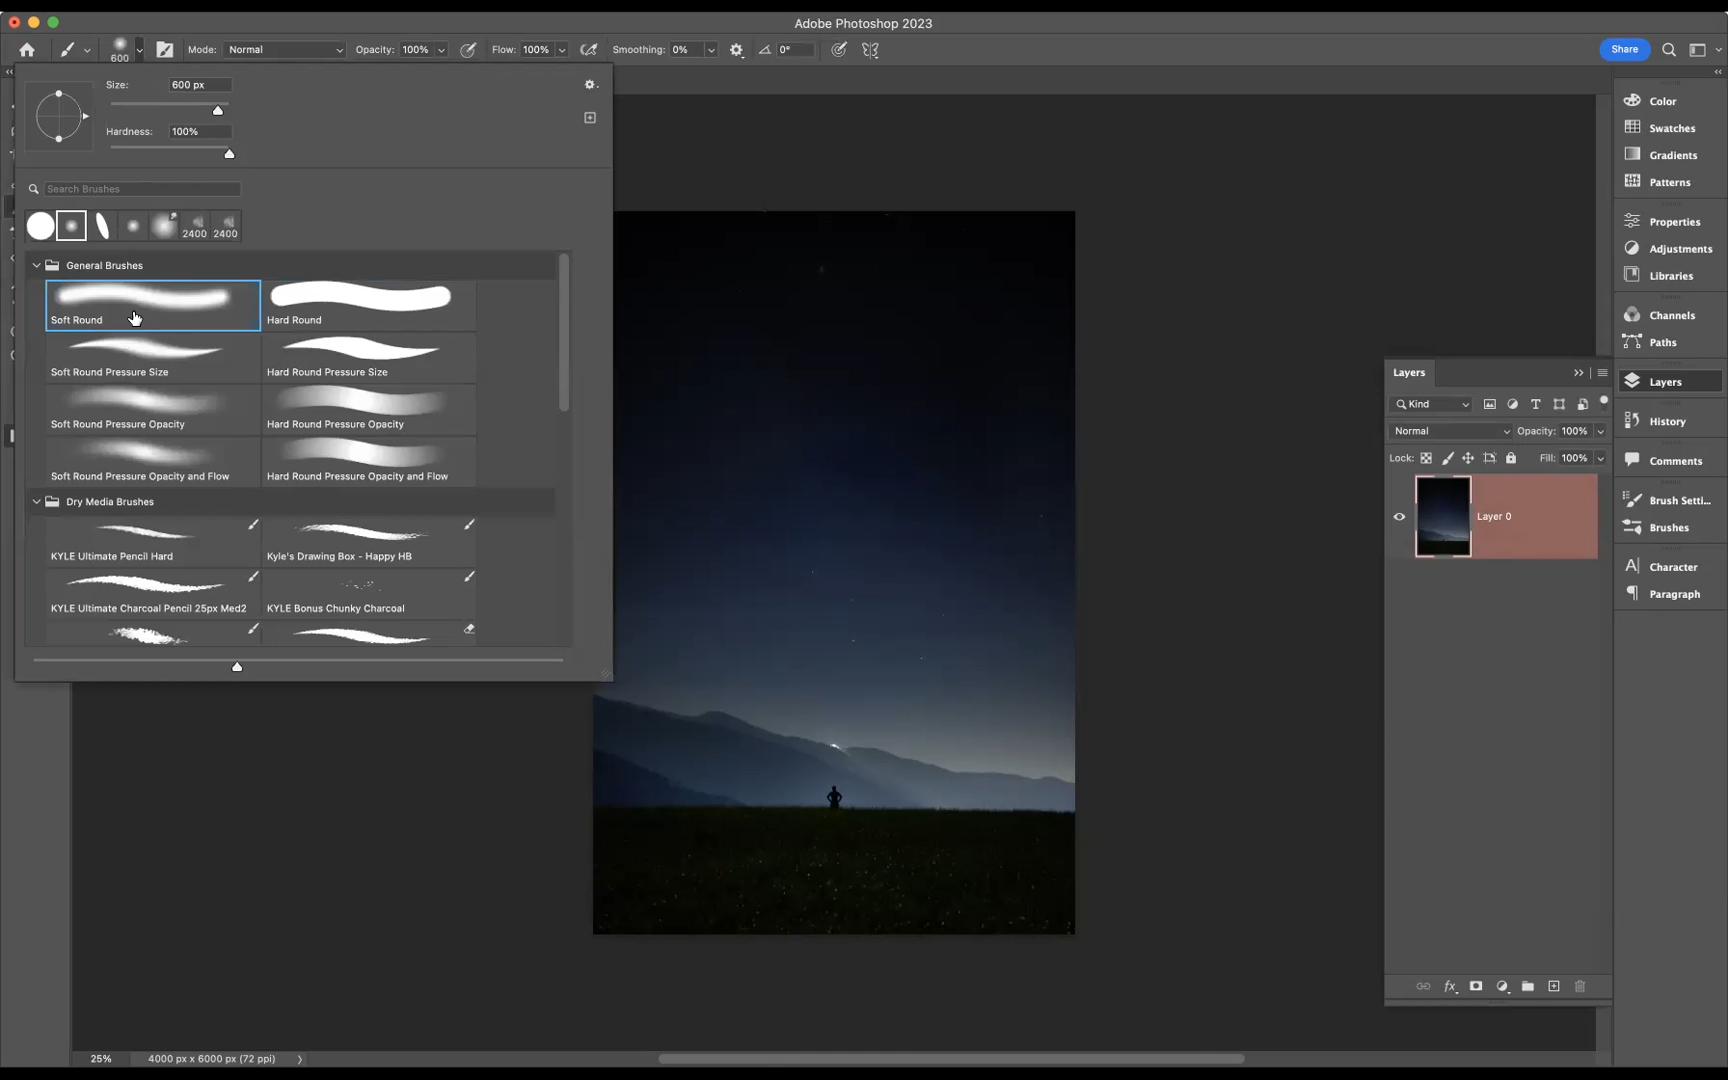 Adobe Photoshop 2023
600
Mode: Normal
Opacity: 100%
Flow: 100%
Smoothing: 0%
0°
Share
Size: 600 px
Hardness: 100%
Search Brushes
2400
2400
General Brushes
Soft Round
Hard Round
Soft Round Pressure Size
Hard Round Pressure Size
Soft Round Pressure Opacity
Hard Round Pressure Opacity
Soft Round Pressure Opacity and Flow
Hard Round Pressure Opacity and Flow
Dry Media Brushes
KYLE Ultimate Pencil Hard
Kyle's Drawing Box - Happy HB
KYLE Ultimate Charcoal Pencil 25px Med2
KYLE Bonus Chunky Charcoal
Layers
Kind
Normal
Opacity: 100%
Lock:
Fill: 100%
Layer 0
fx
Color
Swatches
Gradients
Patterns
Properties
Adjustments
Libraries
Channels
Paths
Layers
History
Comments
Brush Setti...
Brushes
Character
Paragraph
25%
4000 px x 6000 px (72 ppi)